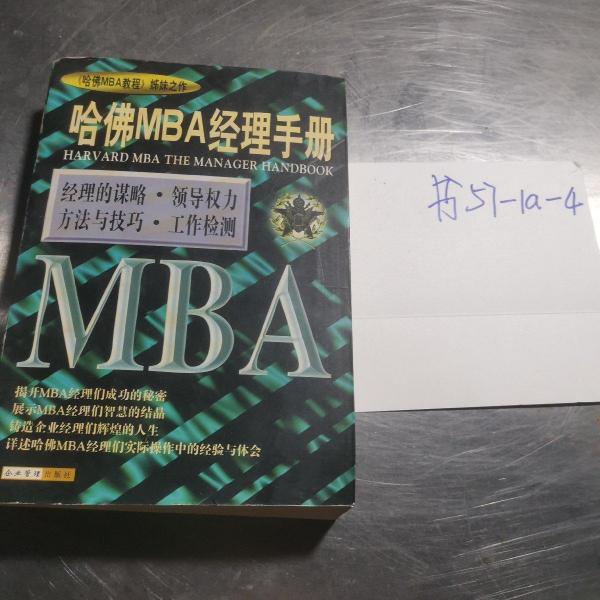 《哈佛MBA教程》姊妹之作
哈佛MBA经理手册
HARVARD MBA THE MANAGER HANDBOOK
经理的谋略·领导权力
方法与技巧·工作检测
MBA
揭开MBA经理们成功的秘密
展示MBA经理们智慧的结晶
铸造企业经理们辉煌的人生
详述哈佛MBA经理们实际操作中的经验与体会
企业管理出版社
书57-1a-4